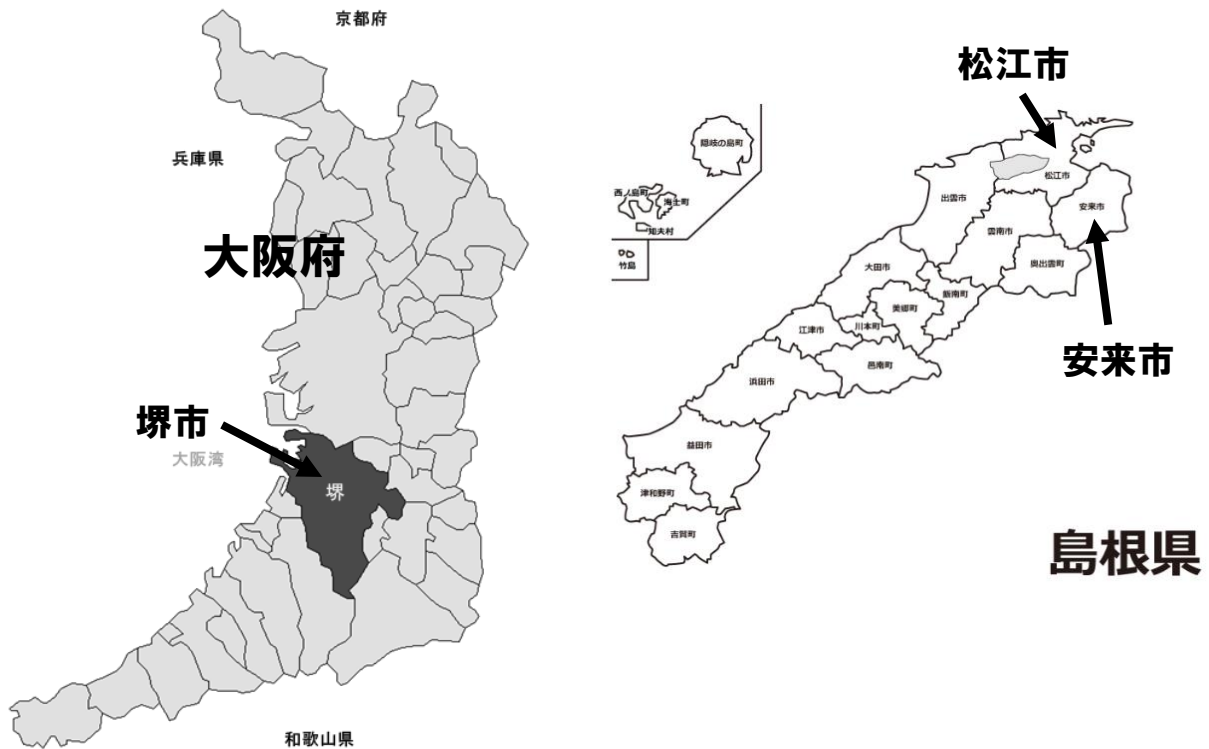 京都府
兵庫県
大阪府
堺市
大阪湾
堺
和歌山県
松江市
隠岐の島町
西ノ島町
海士町
知夫村
竹島
松江市
出雲市
安来市
雲南市
奥出雲町
大田市
飯南町
美郷町
川本町
江津市
邑南町
安来市
浜田市
益田市
津和野町
吉賀町
島根県